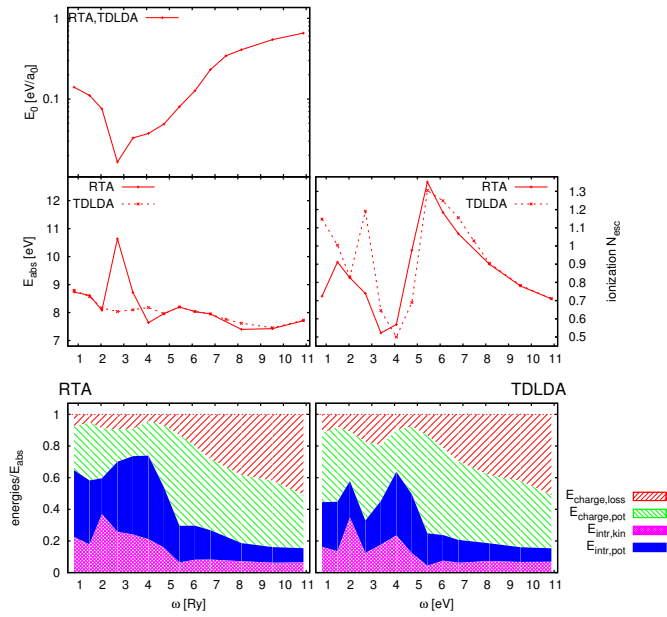 RTA,TDLDA
1
0.1
E0 [eV/a0]
RTA
TDLDA
12
11
10
9
8
7
Eabs [eV]
1 2 3 4 5 6 7 8 9 10 11
RTA
TDLDA
1.3
1.2
1.1
1
0.9
0.8
0.7
0.6
0.5
ionization Nesc
1 2 3 4 5 6 7 8 9 10 11
RTA
TDLDA
1
0.8
0.6
0.4
0.2
0
energies/Eabs
1 2 3 4 5 6 7 8 9 10 11
ω [Ry]
1 2 3 4 5 6 7 8 9 10 11
ω [eV]
Echarge,loss
Echarge,pot
Eintr,kin
Eintr,pot